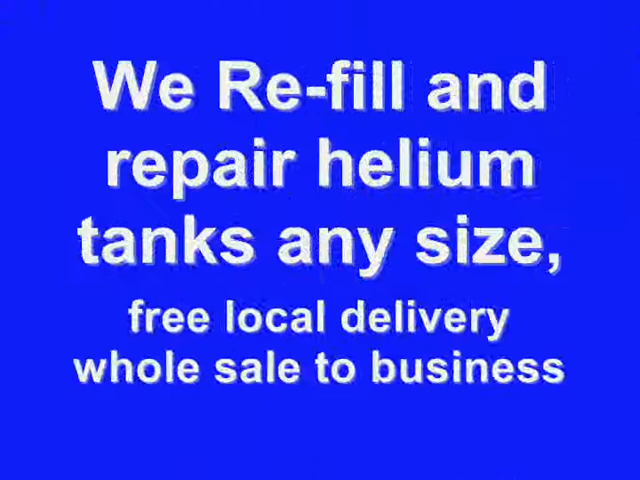 We Re-fill and
repair helium
tanks any size,
free local delivery
whole sale to business